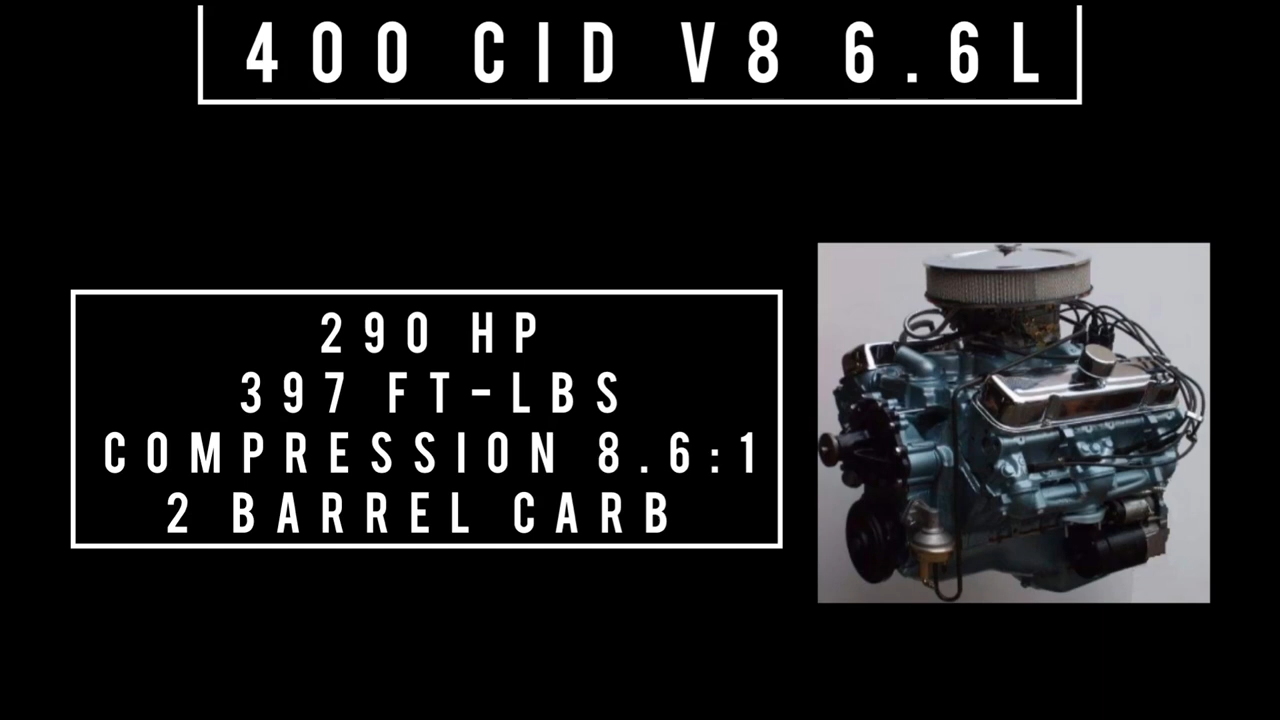 400 CID V8 6.6L
290 HP
397 FT-LBS
COMPRESSION 8.6:1
2 BARREL CARB